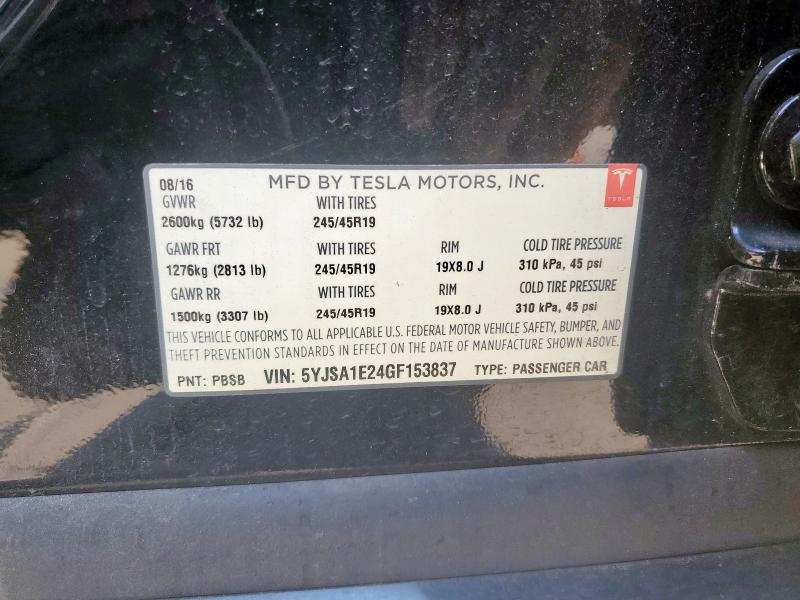 08/16 MFD BY TESLA MOTORS, INC.
GVWR WITH TIRES
2600kg (5732 lb) 245/45R19
TESLA
GAWR FRT WITH TIRES RIM COLD TIRE PRESSURE
1276kg (2813 lb) 245/45R19 19X8.0 J 310 kPa, 45 psi
GAWR RR WITH TIRES RIM COLD TIRE PRESSURE
1500kg (3307 lb) 245/45R19 19X8.0 J 310 kPa, 45 psi
THIS VEHICLE CONFORMS TO ALL APPLICABLE U.S. FEDERAL MOTOR VEHICLE SAFETY, BUMPER, AND
THEFT PREVENTION STANDARDS IN EFFECT ON THE DATE OF MANUFACTURE SHOWN ABOVE.
PNT: PBSB VIN: 5YJSA1E24GF153837 TYPE: PASSENGER CAR